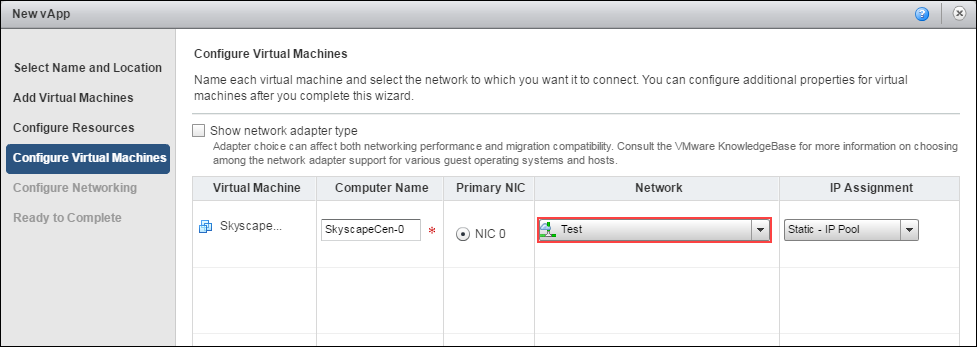 New vApp
?
Select Name and Location
Add Virtual Machines
Configure Resources
Configure Virtual Machines
Configure Networking
Ready to Complete
Configure Virtual Machines
Name each virtual machine and select the network to which you want it to connect. You can configure additional properties for virtual
machines after you complete this wizard.
Show network adapter type
Adapter choice can affect both networking performance and migration compatibility. Consult the VMware KnowledgeBase for more information on choosing
among the network adapter support for various guest operating systems and hosts.
Virtual Machine Computer Name Primary NIC Network IP Assignment
Skyscape... SkyscapeCen-0 * NIC 0 Test Static - IP Pool